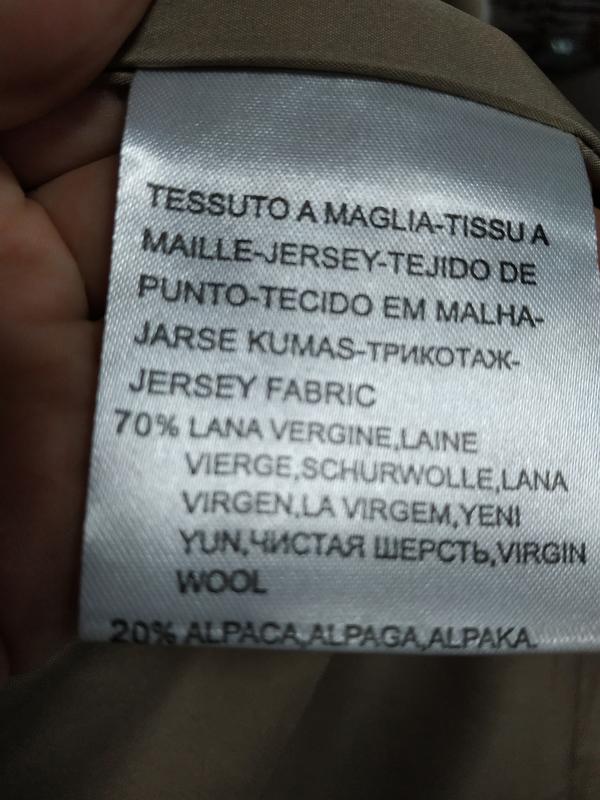 TESSUTO A MAGLIA-TISSU A
MAILLE-JERSEY-TEJIDO DE
PUNTO-TECIDO EM MALHA-
JARSE KUMAS-ТРИКОТАЖ-
JERSEY FABRIC
70% LANA VERGINE,LAINE
VIERGE,SCHURWOLLE,LANA
VIRGEN,LA VIRGEM,YENI
YUN,ЧИСТАЯ ШЕРСТЬ,VIRGIN
WOOL
20% ALPACA,ALPAGA,ALPAKA,